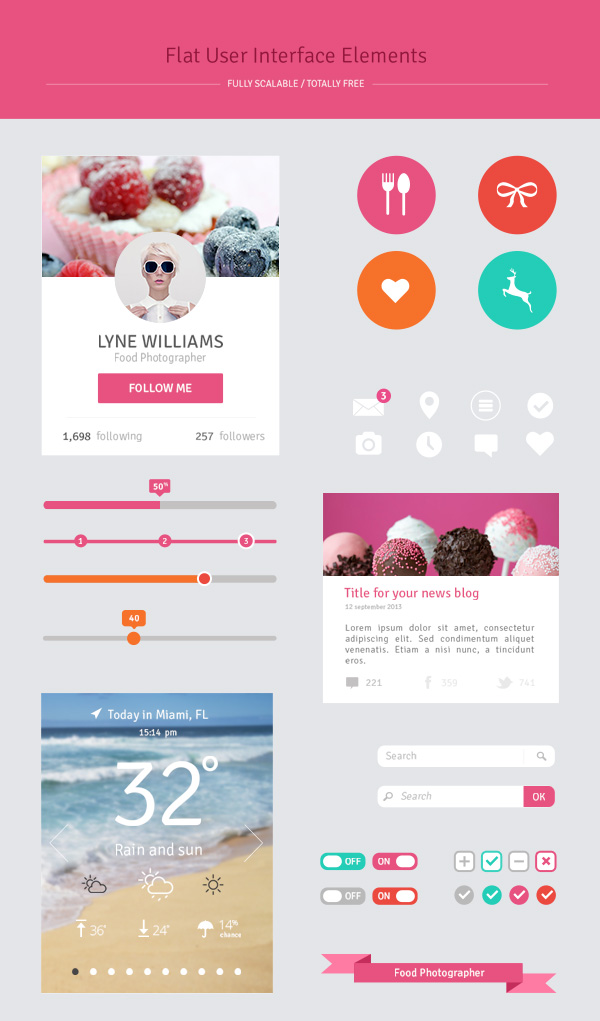 Flat User Interface Elements
FULLY SCALABLE / TOTALLY FREE
LYNE WILLIAMS
Food Photographer
FOLLOW ME
1,698 following
257 followers
3
50%
1
2
3
40
Title for your news blog
12 september 2013
Lorem ipsum dolor sit amet, consectetur
adipiscing elit. Sed condimentum aliquet
venenatis. Etiam a nisi nunc, a tincidunt
eros.
221
359
741
Today in Miami, FL
15:14 pm
32°
Rain and sun
36°
24°
14%
chance
Search
Search
OK
OFF
ON
OFF
ON
Food Photographer